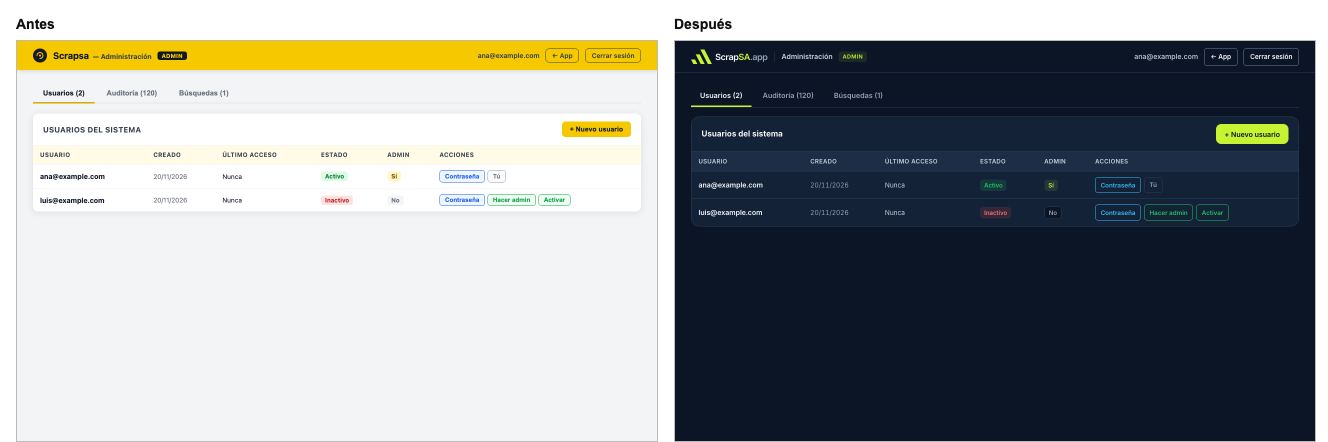 Antes
Scrapsa — Administración ADMIN ana@example.com ← App Cerrar sesión
Usuarios (2) Auditoría (120) Búsquedas (1)
USUARIOS DEL SISTEMA + Nuevo usuario
USUARIO CREADO ÚLTIMO ACCESO ESTADO ADMIN ACCIONES
ana@example.com 20/11/2026 Nunca Activo Sí Contraseña Tú
luis@example.com 20/11/2026 Nunca Inactivo No Contraseña Hacer admin Activar
Después
ScrapSA.app Administración ADMIN ana@example.com ← App Cerrar sesión
Usuarios (2) Auditoría (120) Búsquedas (1)
Usuarios del sistema + Nuevo usuario
USUARIO CREADO ÚLTIMO ACCESO ESTADO ADMIN ACCIONES
ana@example.com 20/11/2026 Nunca Activo Sí Contraseña Tú
luis@example.com 20/11/2026 Nunca Inactivo No Contraseña Hacer admin Activar